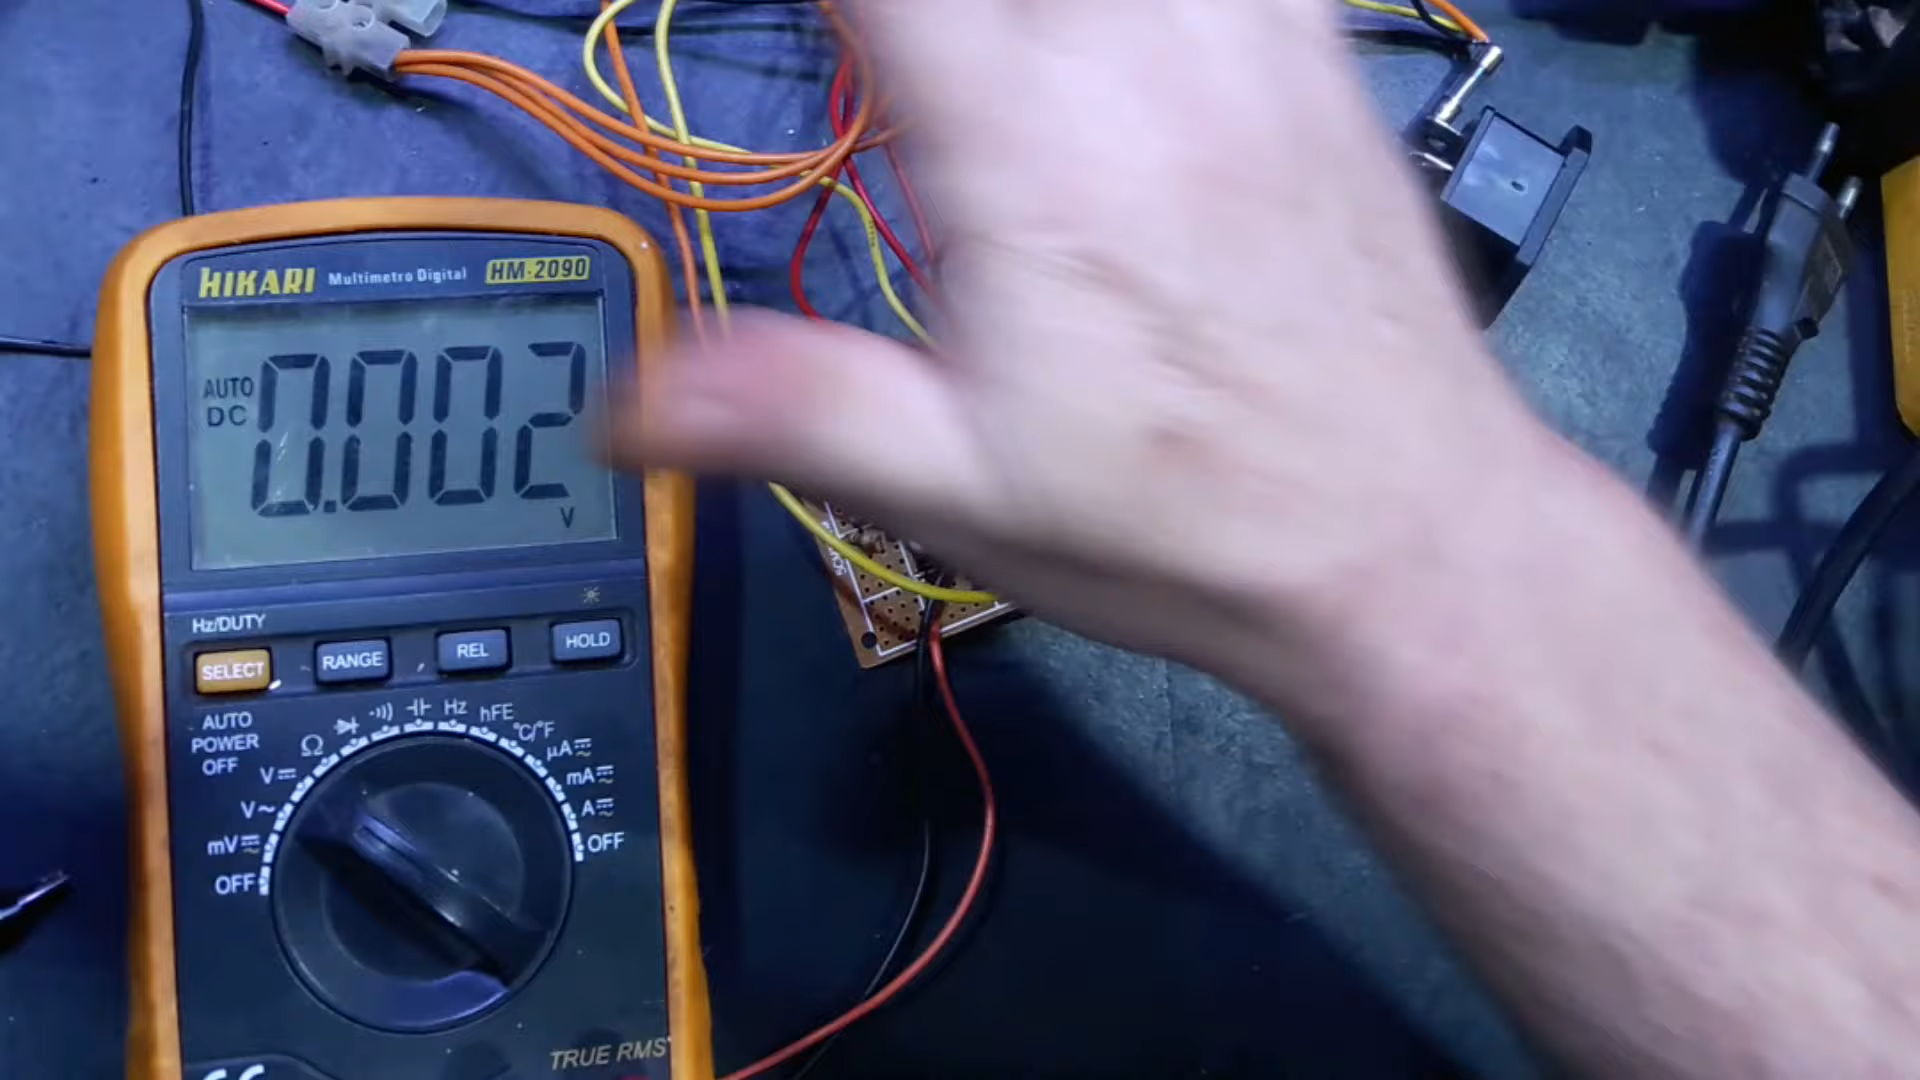 HIKARI Multimetro Digital HM-2090
AUTO
DC
0.002
V
Hz/DUTY
SELECT RANGE REL HOLD
AUTO
POWER
OFF
Hz
hFE
°C/°F
Ω
µA
V
mA
V~
A
mV
OFF
OFF
TRUE RMS